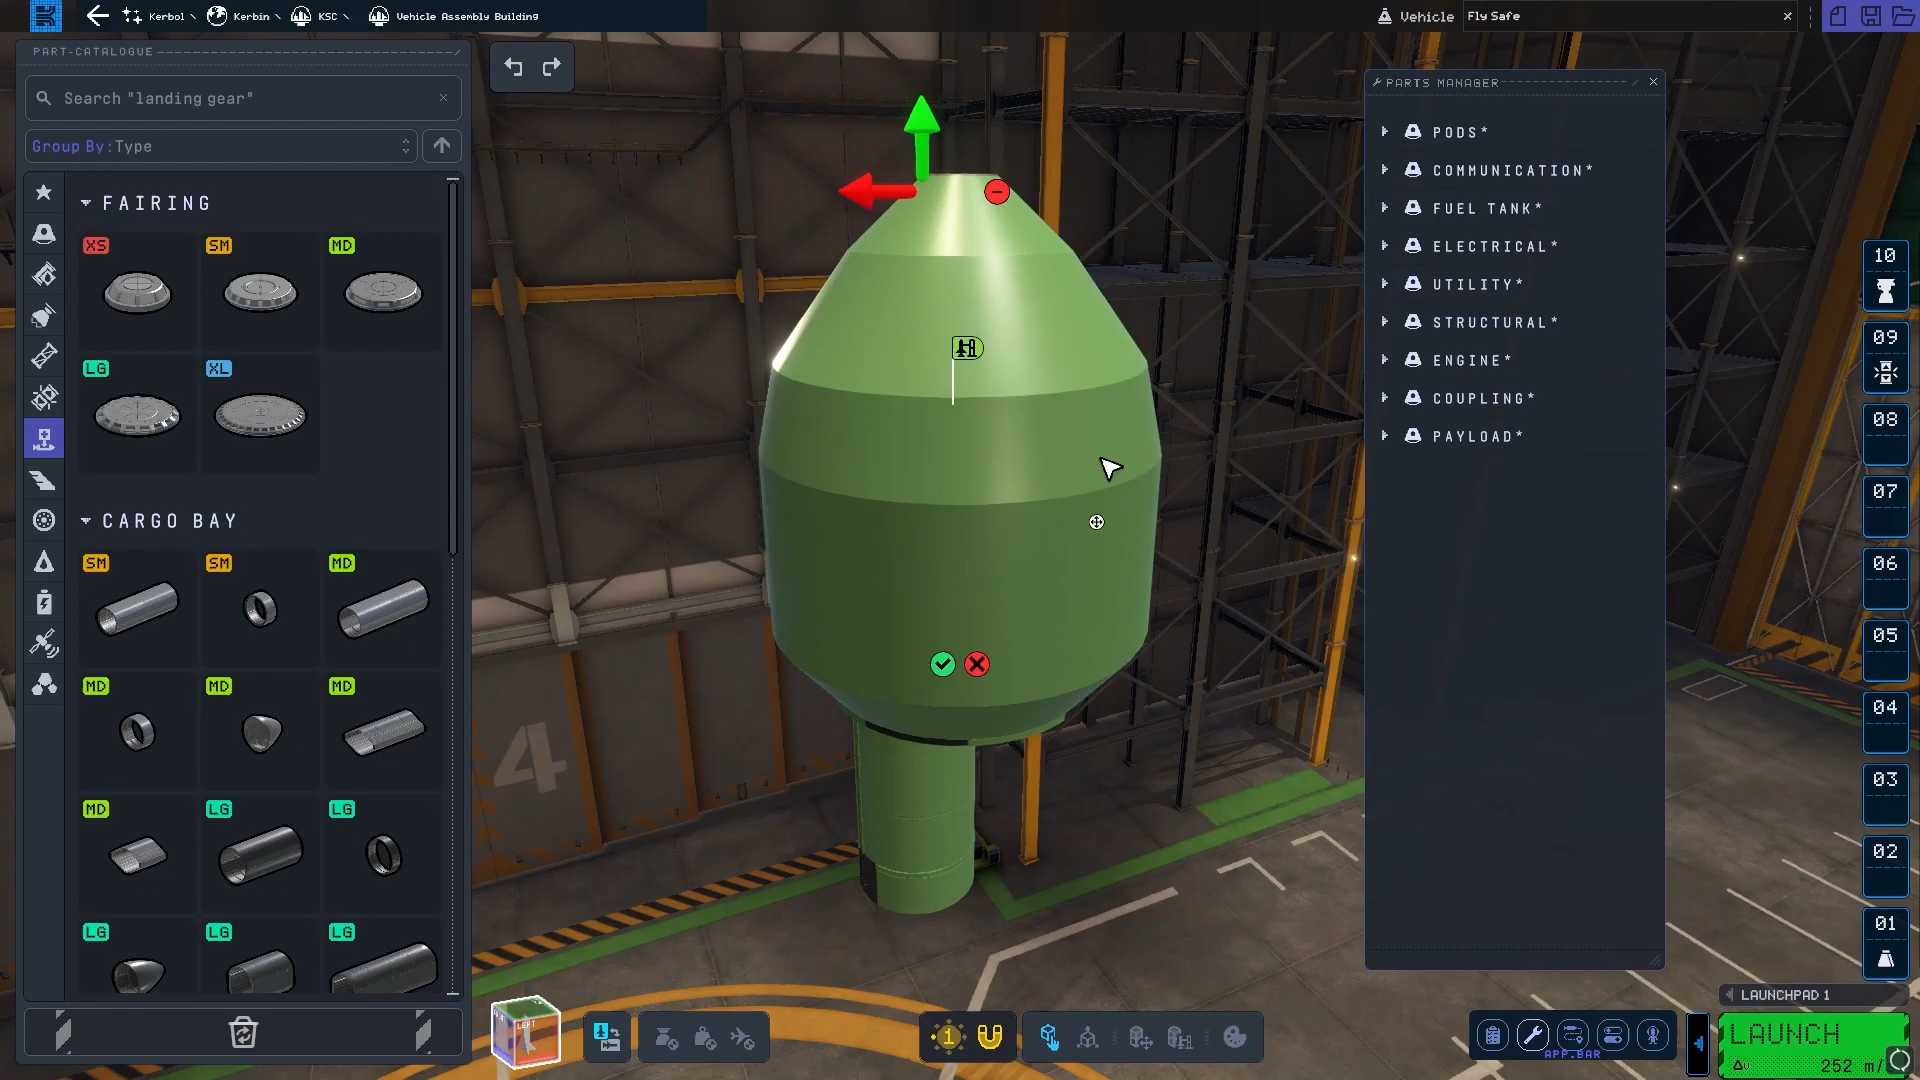 Kerbol
Kerbin
KSC
Vehicle Assembly Building
Vehicle
Fly Safe
PART-CATALOGUE
Search "landing gear"
Group By: Type
FAIRING
XS
SM
MD
LG
XL
CARGO BAY
SM
SM
MD
MD
MD
MD
MD
LG
LG
LG
LG
LG
4
LEFT
1
PARTS MANAGER
PODS*
COMMUNICATION*
FUEL TANK*
ELECTRICAL*
UTILITY*
STRUCTURAL*
ENGINE*
COUPLING*
PAYLOAD*
10
09
08
07
06
05
04
03
02
01
LAUNCHPAD 1
LAUNCH
Δv 252 m/
APP.BAR